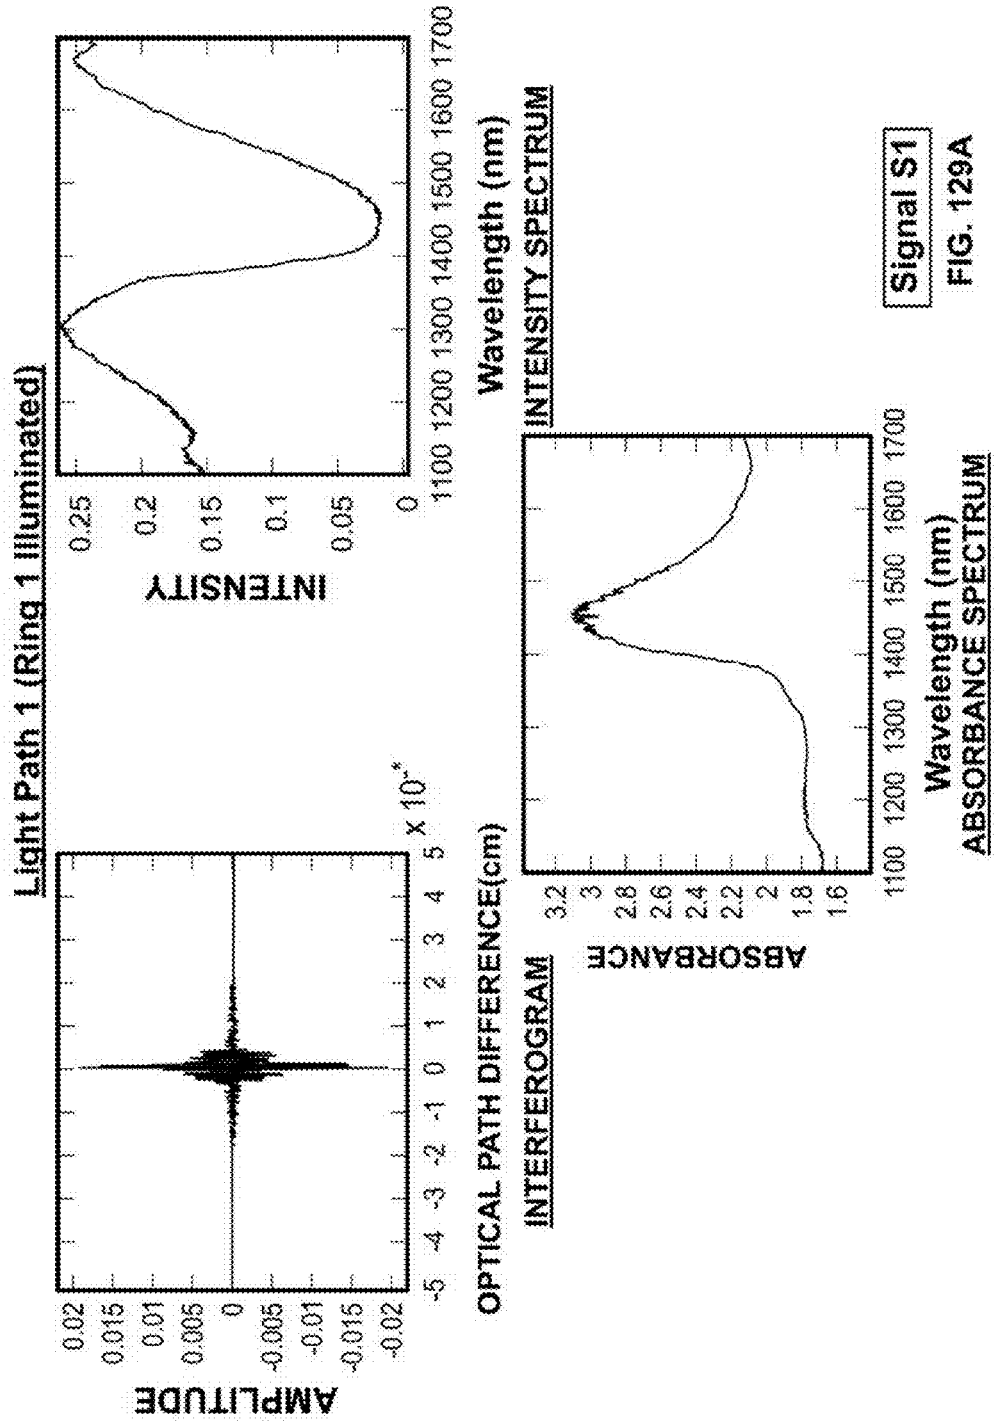 Light Path 1 (Ring 1 Illuminated)
AMPLITUDE
0.02
0.015
0.01
0.005
0
-0.005
-0.01
-0.015
-0.02
-5 -4 -3 -2 -1 0 1 2 3 4 5
x 10-*
OPTICAL PATH DIFFERENCE(cm)
INTERFEROGRAM
INTENSITY
0.25
0.2
0.15
0.1
0.05
0
1100 1200 1300 1400 1500 1600 1700
Wavelength (nm)
INTENSITY SPECTRUM
ABSORBANCE
3.2
3
2.8
2.6
2.4
2.2
2
1.8
1.6
1100 1200 1300 1400 1500 1600 1700
Wavelength (nm)
ABSORBANCE SPECTRUM
Signal S1
FIG. 129A